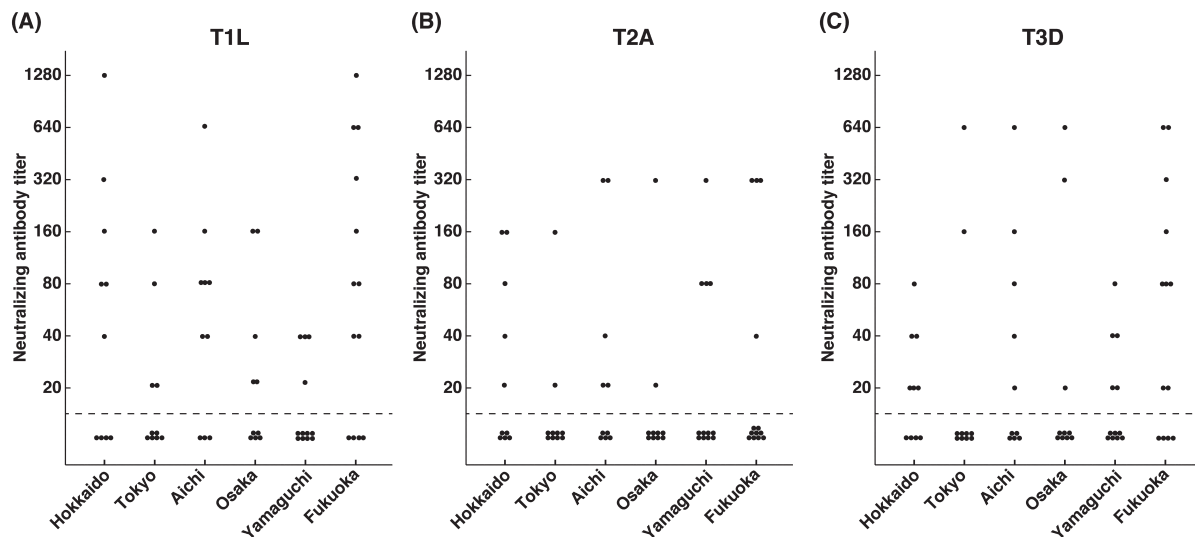 (A)
T1L
Neutralizing antibody titer
1280
640
320
160
80
40
20
Hokkaido
Tokyo
Aichi
Osaka
Yamaguchi
Fukuoka
(B)
T2A
Neutralizing antibody titer
1280
640
320
160
80
40
20
Hokkaido
Tokyo
Aichi
Osaka
Yamaguchi
Fukuoka
(C)
T3D
Neutralizing antibody titer
1280
640
320
160
80
40
20
Hokkaido
Tokyo
Aichi
Osaka
Yamaguchi
Fukuoka